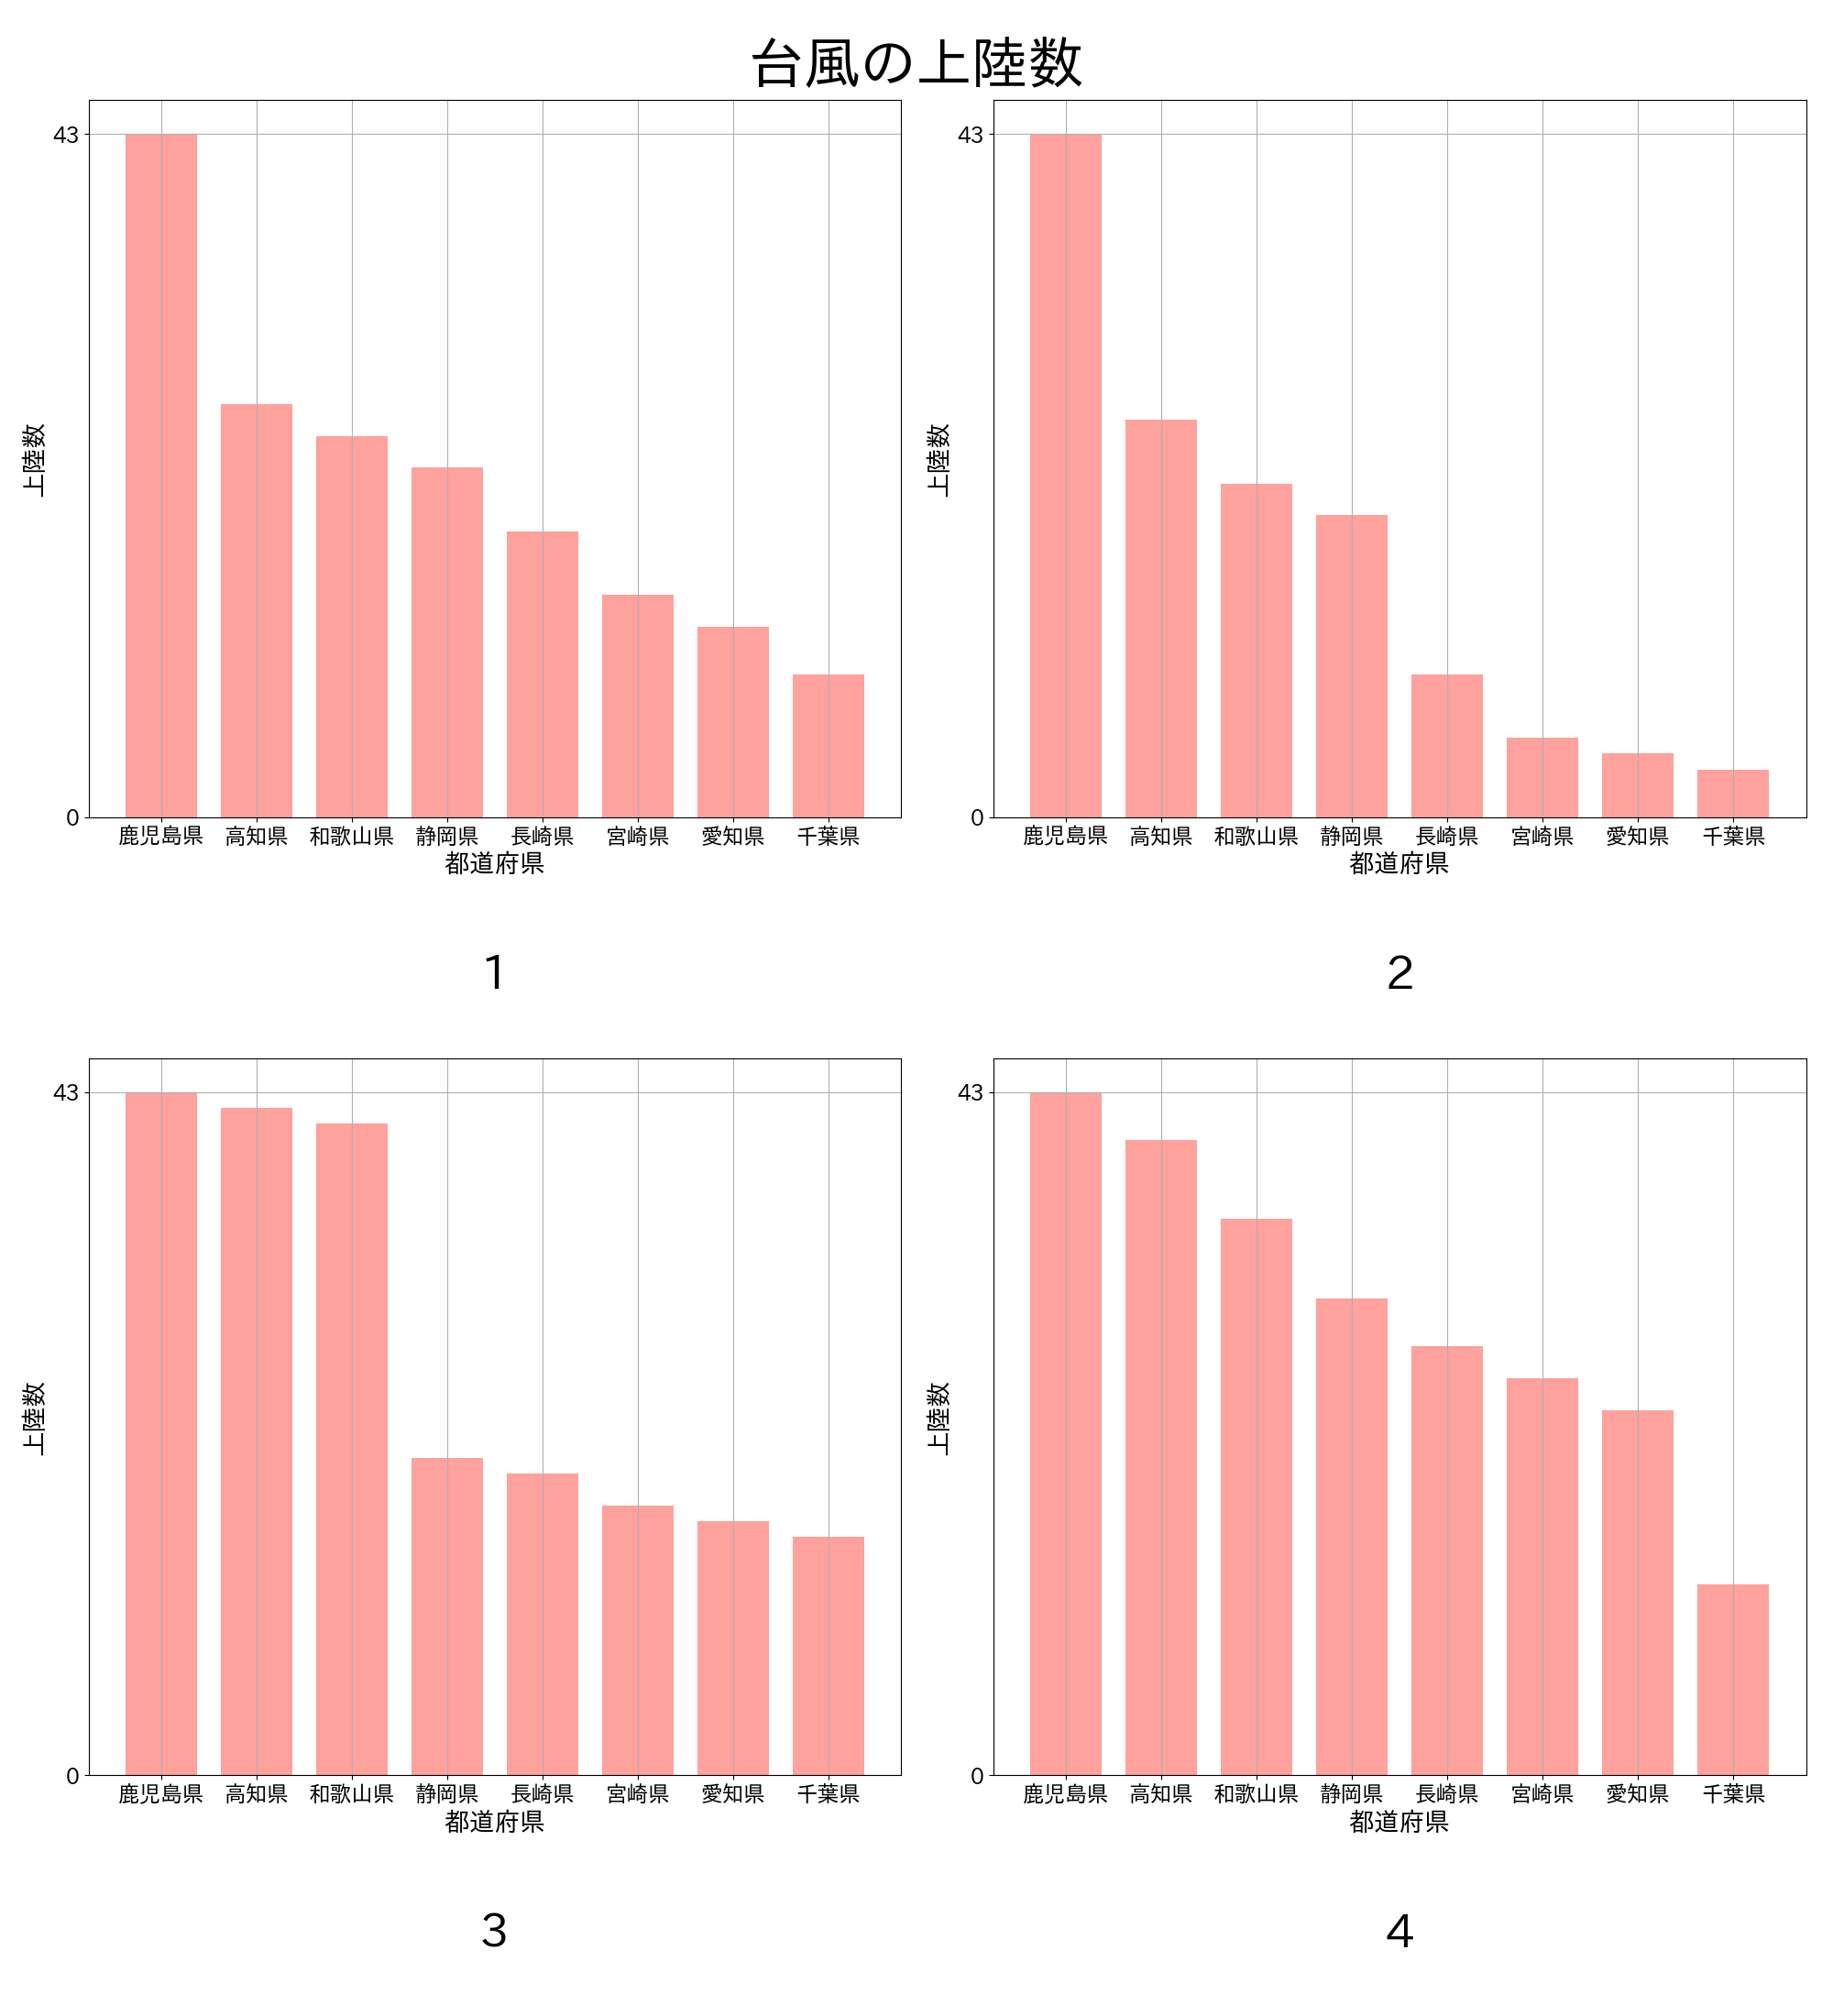 台風の上陸数
43
0
上陸数
鹿児島県 高知県 和歌山県 静岡県 長崎県 宮崎県 愛知県 千葉県
都道府県
1
43
0
上陸数
鹿児島県 高知県 和歌山県 静岡県 長崎県 宮崎県 愛知県 千葉県
都道府県
2
43
0
上陸数
鹿児島県 高知県 和歌山県 静岡県 長崎県 宮崎県 愛知県 千葉県
都道府県
3
43
0
上陸数
鹿児島県 高知県 和歌山県 静岡県 長崎県 宮崎県 愛知県 千葉県
都道府県
4